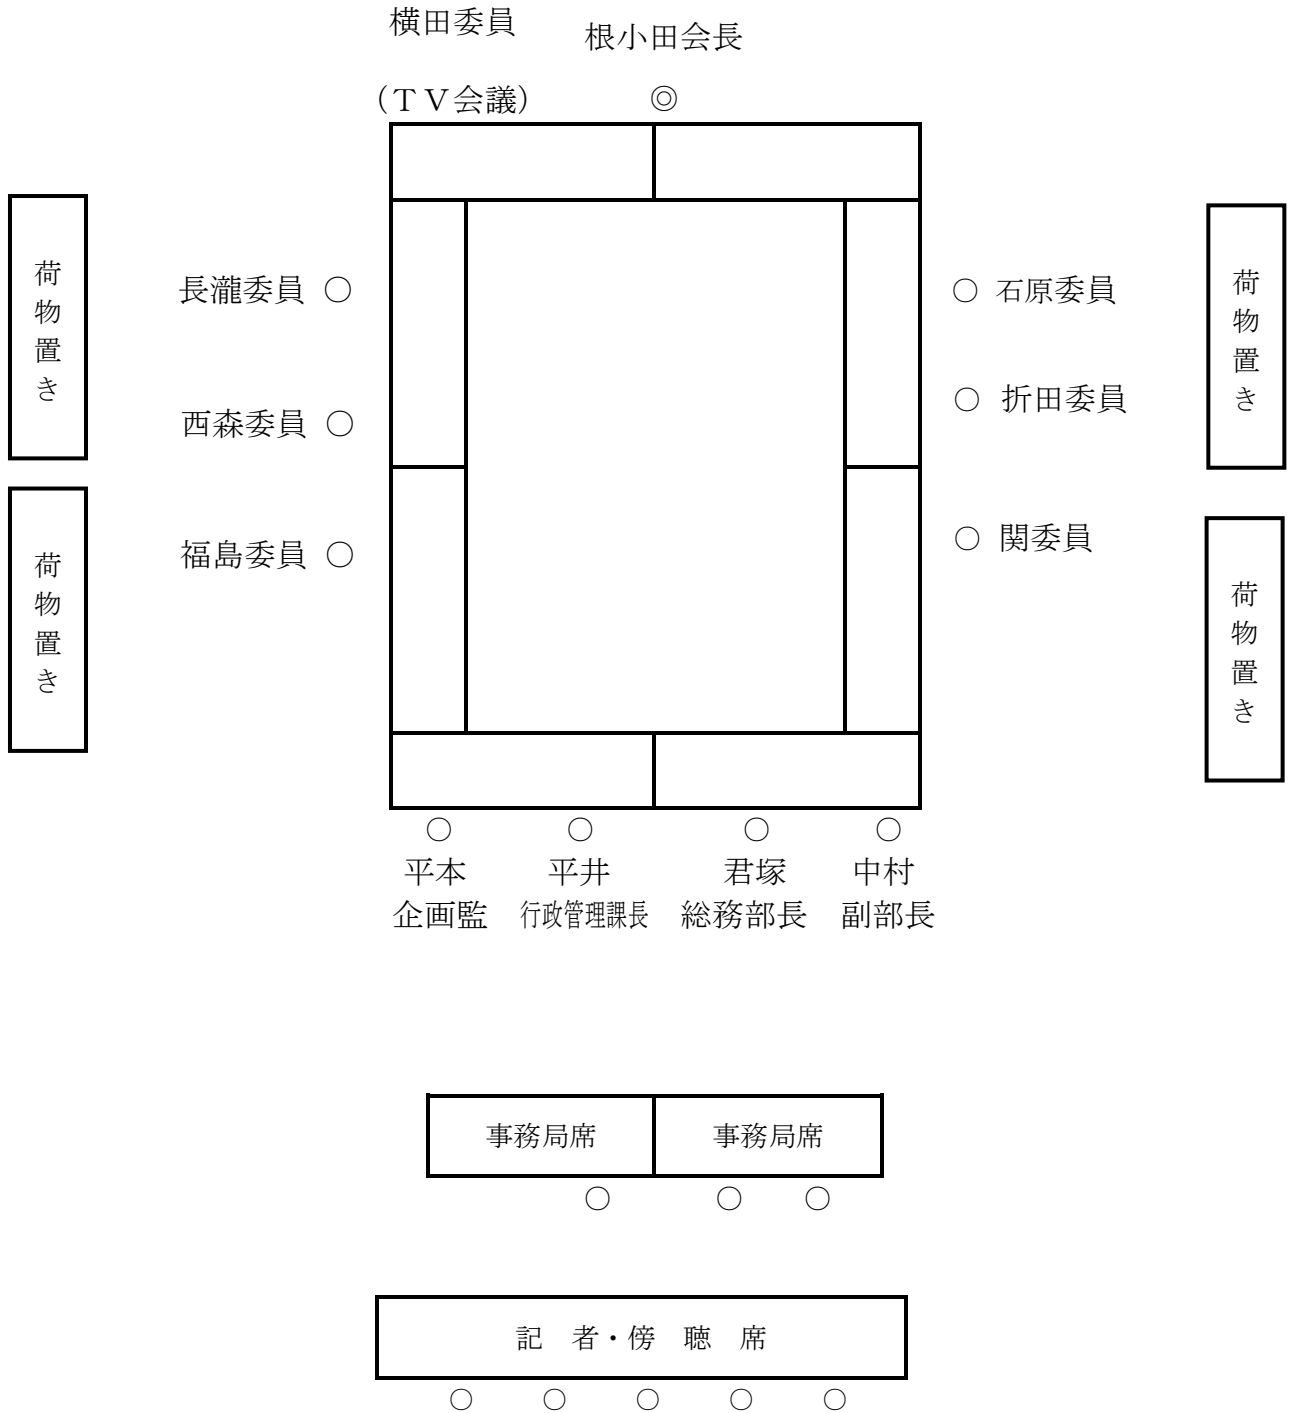 横田委員
根小田会長
（ＴＶ会議）
◎
荷物置き
荷物置き
長瀧委員 ○
○ 石原委員
西森委員 ○
○ 折田委員
福島委員 ○
○ 関委員
荷物置き
荷物置き
○ ○ ○ ○
平本 平井 君塚 中村
企画監 行政管理課長 総務部長 副部長
事務局席 事務局席
○ ○ ○
記　者・傍　聴　席
○ ○ ○ ○ ○